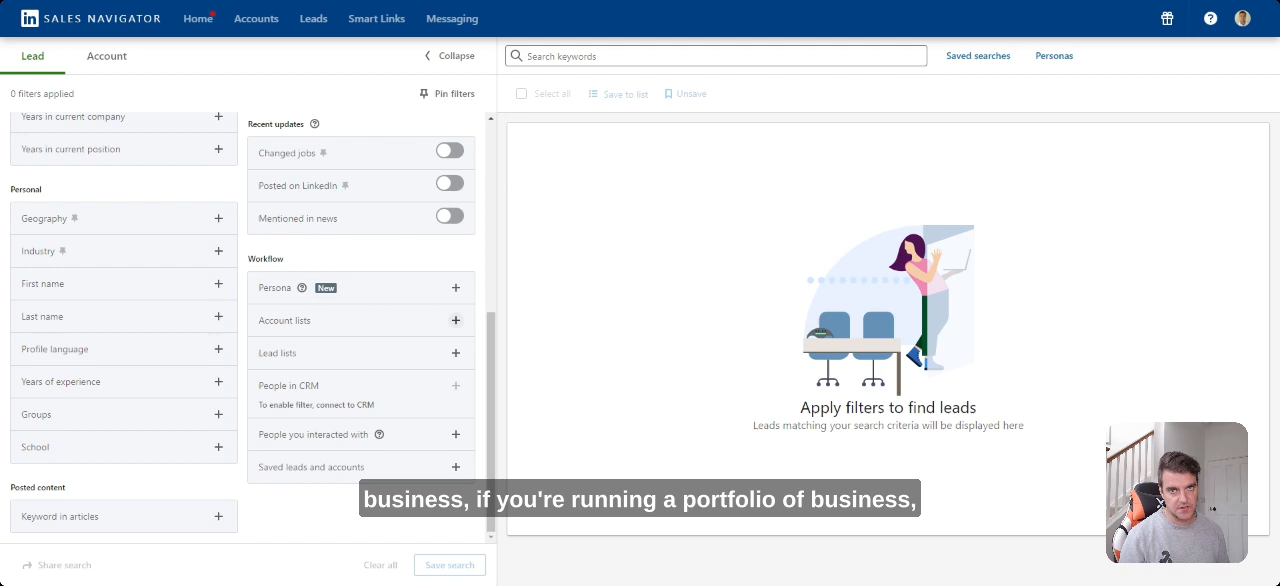 in SALES NAVIGATOR
Home
Accounts
Leads
Smart Links
Messaging
Lead
Account
Collapse
Search keywords
Saved searches
Personas
0 filters applied
Pin filters
Select all
Save to list
Unsave
Years in current company
Years in current position
Personal
Geography
Industry
First name
Last name
Profile language
Years of experience
Groups
School
Posted content
Keyword in articles
Recent updates
Changed jobs
Posted on LinkedIn
Mentioned in news
Workflow
Persona New
Account lists
Lead lists
People in CRM
To enable filter, connect to CRM
People you interacted with
Saved leads and accounts
Apply filters to find leads
Leads matching your search criteria will be displayed here
business, if you're running a portfolio of business,
Share search
Clear all
Save search